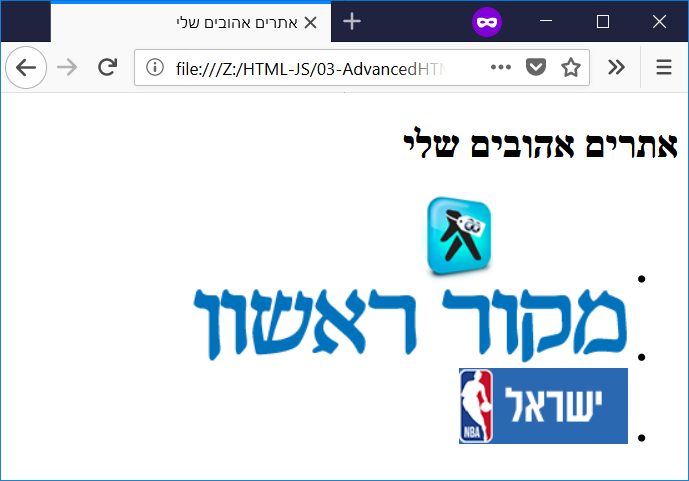 אתרים אהובים שלי
file:///Z:/HTML-JS/03-AdvancedHTM
אתרים אהובים שלי
מקור ראשון
ישראל
NBA